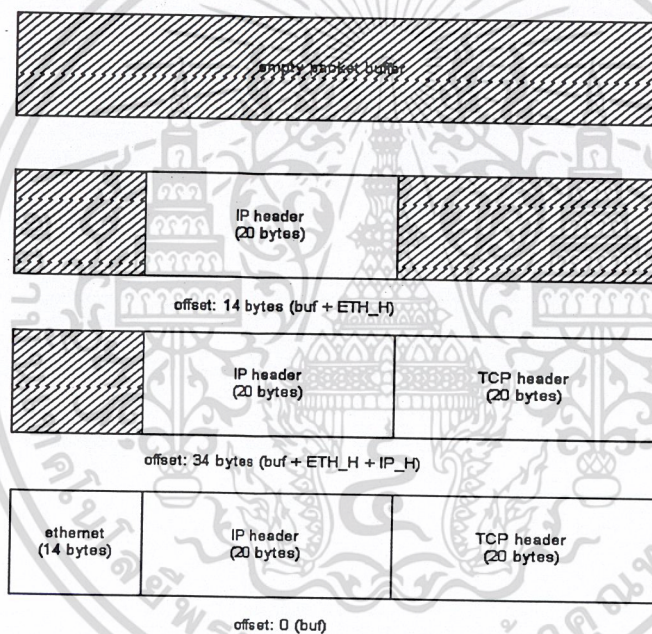 empty packet buffer
IP header
(20 bytes)
offset: 14 bytes (buf + ETH_H)
IP header
(20 bytes)
TCP header
(20 bytes)
offset: 34 bytes (buf + ETH_H + IP_H)
ethernet
(14 bytes)
IP header
(20 bytes)
TCP header
(20 bytes)
offset: 0 (buf)